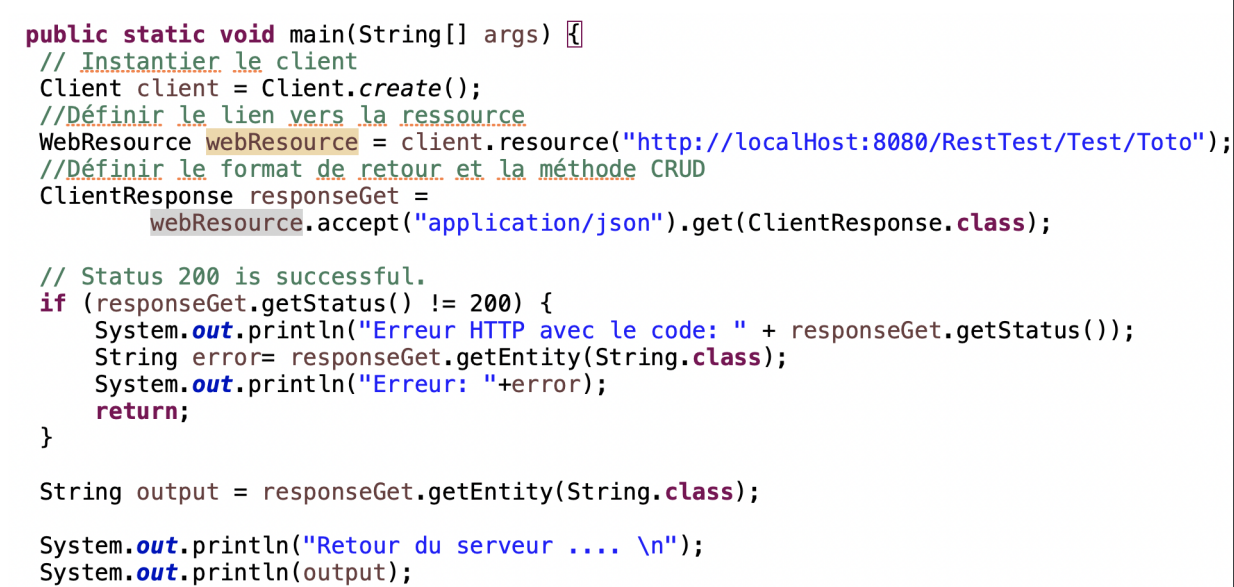 public static void main(String[] args) {
// Instantier le client
Client client = Client.create();
//Définir le lien vers la ressource
WebResource webResource = client.resource("http://localHost:8080/RestTest/Test/Toto");
//Définir le format de retour et la méthode CRUD
ClientResponse responseGet =
webResource.accept("application/json").get(ClientResponse.class);
// Status 200 is successful.
if (responseGet.getStatus() != 200) {
System.out.println("Erreur HTTP avec le code: " + responseGet.getStatus());
String error= responseGet.getEntity(String.class);
System.out.println("Erreur: "+error);
return;
}
String output = responseGet.getEntity(String.class);
System.out.println("Retour du serveur .... \n");
System.out.println(output);